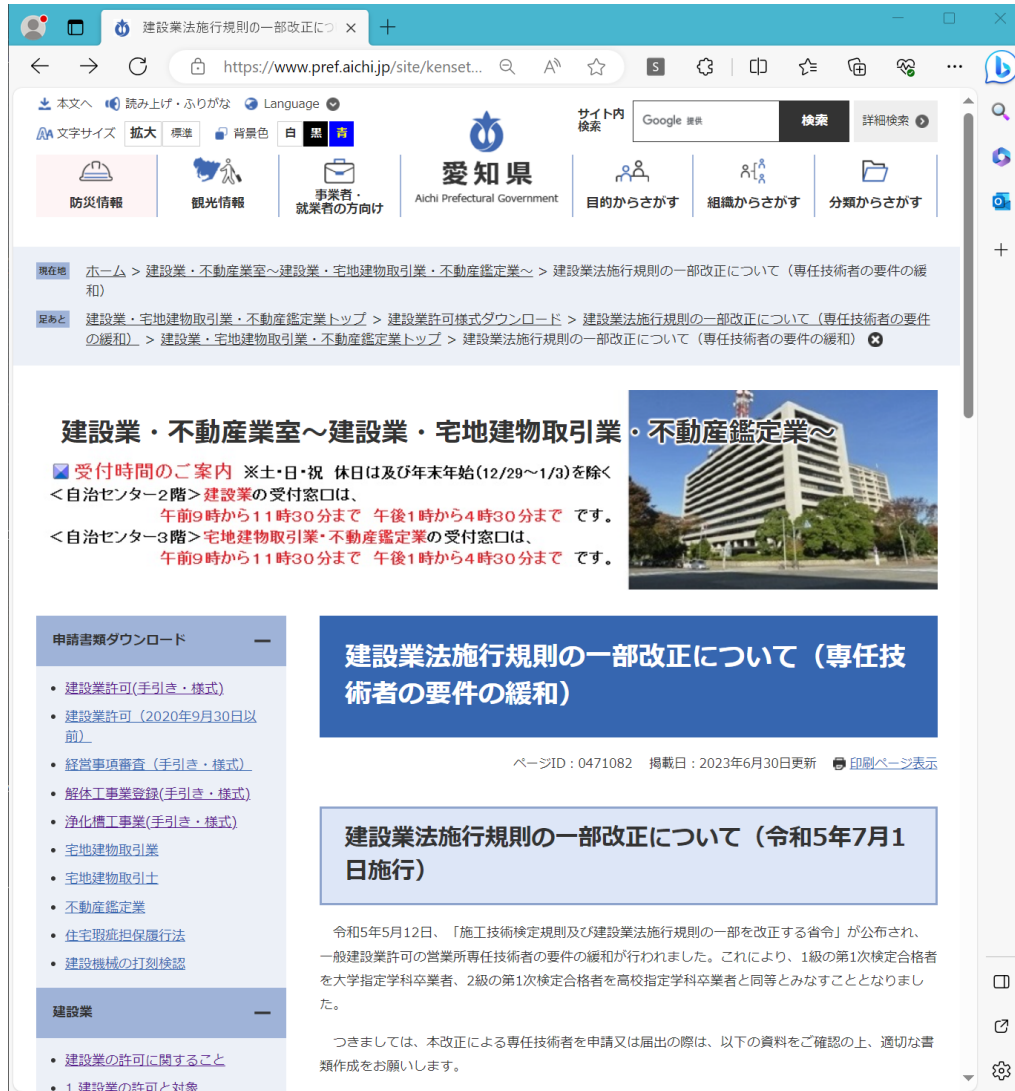 建設業法施行規則の一部改正につ
https://www.pref.aichi.jp/site/kenset...
本文へ 読み上げ・ふりがな Language
文字サイズ 拡大 標準 背景色 白 黒 青
サイト内検索 Google 提供 検索 詳細検索
防災情報
観光情報
事業者・
就業者の方向け
愛知県
Aichi Prefectural Government
目的からさがす
組織からさがす
分類からさがす
現在地 ホーム > 建設業・不動産業室~建設業・宅地建物取引業・不動産鑑定業~ > 建設業法施行規則の一部改正について（専任技術者の要件の緩
和)
足あと 建設業・宅地建物取引業・不動産鑑定業トップ > 建設業許可様式ダウンロード > 建設業法施行規則の一部改正について（専任技術者の要件
の緩和） > 建設業・宅地建物取引業・不動産鑑定業トップ > 建設業法施行規則の一部改正について（専任技術者の要件の緩和）
建設業・不動産業室～建設業・宅地建物取引業・不動産鑑定業～
受付時間のご案内 ※土・日・祝 休日は及び年末年始(12/29～1/3)を除く
＜自治センター2階＞建設業の受付窓口は、
午前9時から11時30分まで 午後1時から4時30分まで です。
＜自治センター3階＞宅地建物取引業・不動産鑑定業の受付窓口は、
午前9時から11時30分まで 午後1時から4時30分まで です。
申請書類ダウンロード
建設業許可(手引き・様式)
建設業許可（2020年9月30日以
前）
経営事項審査（手引き・様式）
解体工事業登録(手引き・様式)
浄化槽工事業(手引き・様式)
宅地建物取引業
宅地建物取引士
不動産鑑定業
住宅瑕疵担保履行法
建設機械の打刻検認
建設業
建設業の許可に関すること
1 建設業の許可と対象
建設業法施行規則の一部改正について（専任技
術者の要件の緩和）
ページID：0471082 掲載日：2023年6月30日更新 印刷ページ表示
建設業法施行規則の一部改正について（令和5年7月1
日施行）
令和5年5月12日、「施工技術検定規則及び建設業法施行規則の一部を改正する省令」が公布され、
一般建設業許可の営業所専任技術者の要件の緩和が行われました。これにより、1級の第1次検定合格者
を大学指定学科卒業者、2級の第1次検定合格者を高校指定学科卒業者と同等とみなすこととなりまし
た。
つきましては、本改正による専任技術者を申請又は届出の際は、以下の資料をご確認の上、適切な書
類作成をお願いします。